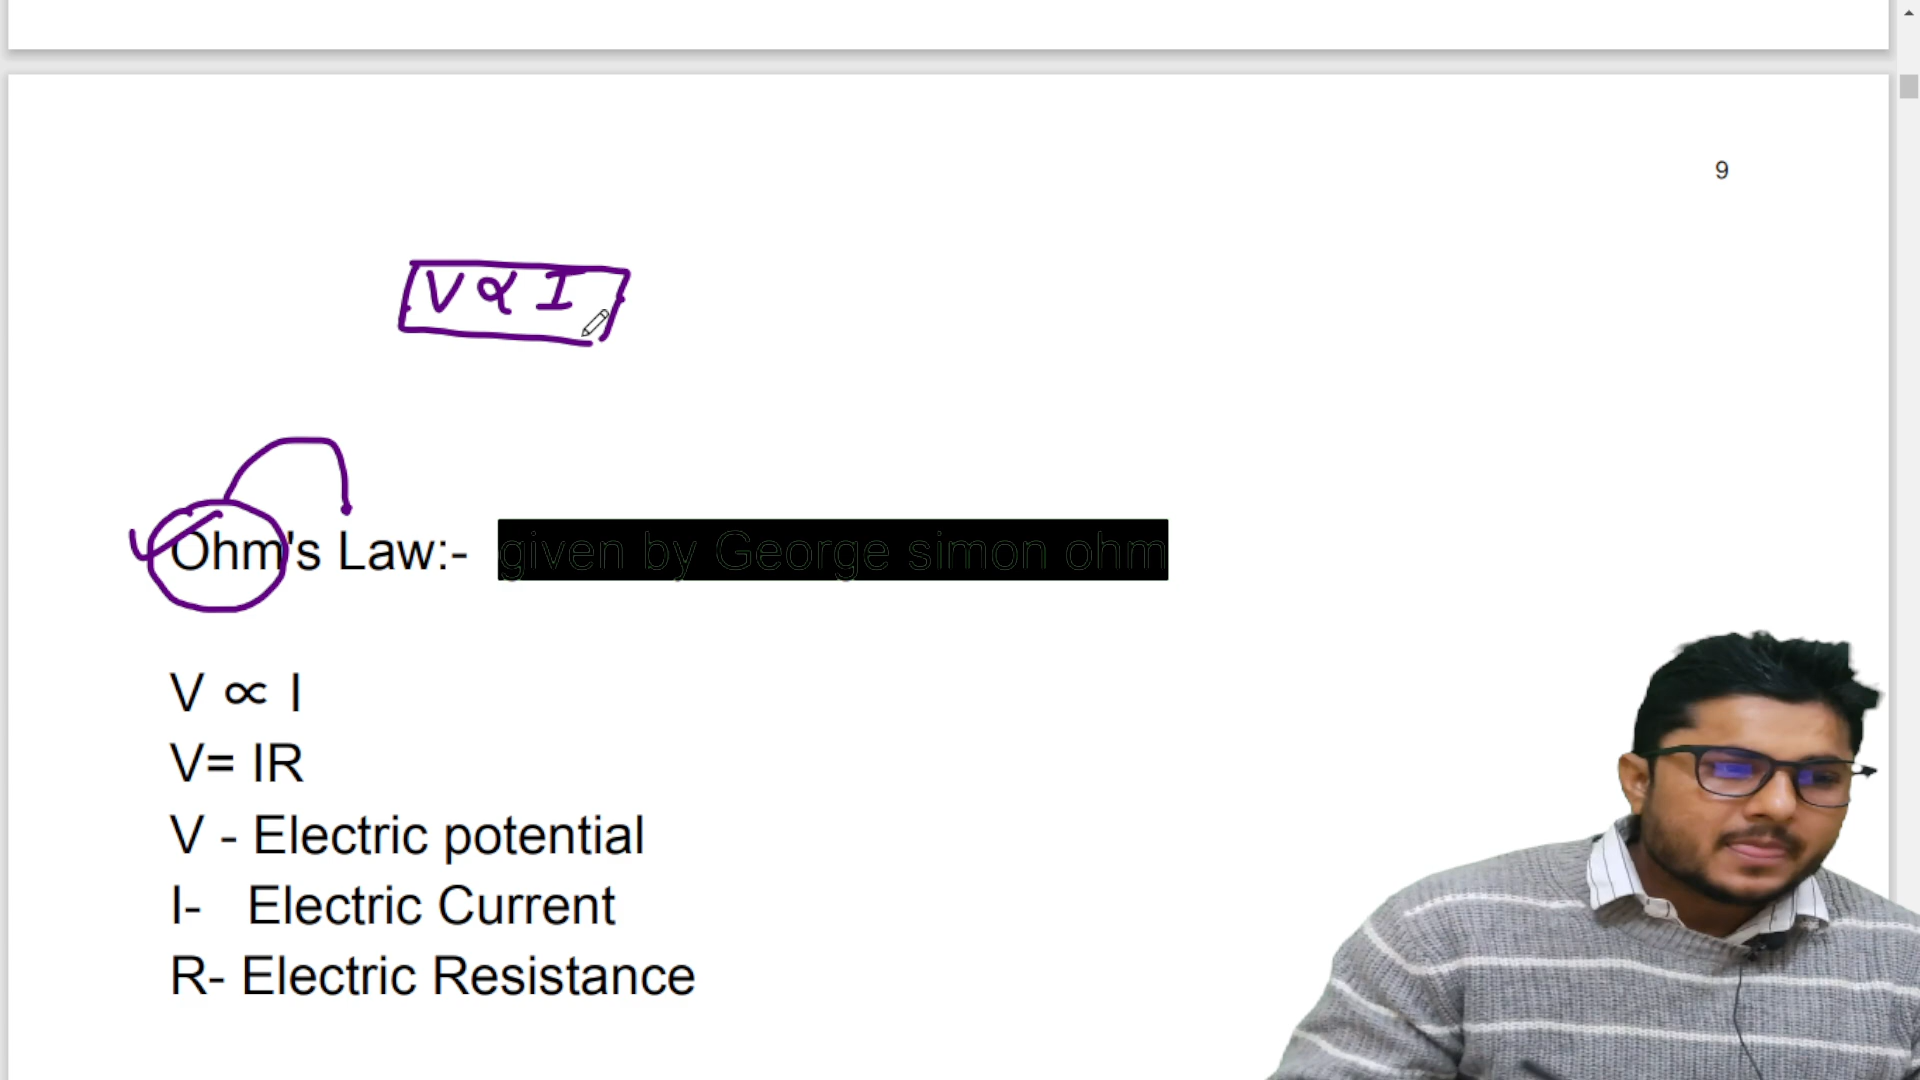 9
V ∝ I
Ohm's Law:- given by George simon ohm
V ∝ I
V= IR
V - Electric potential
I- Electric Current
R- Electric Resistance